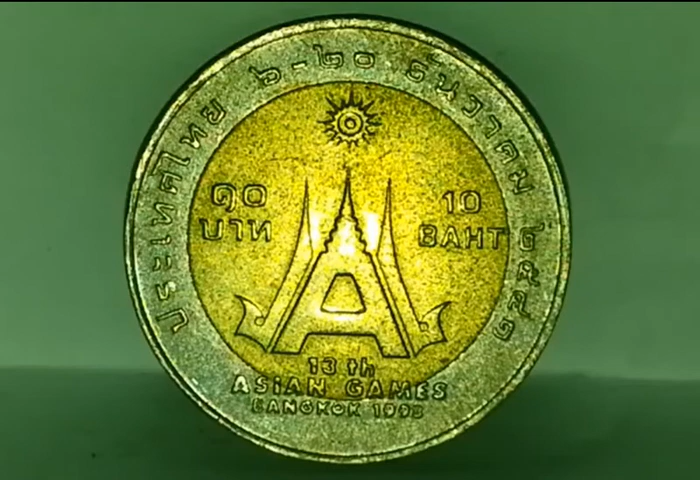 ประเทศไทย ๖-๒๐ ธันวาคม ๒๕๔๑
๑๐
บาท
10
BAHT
13 th
ASIAN GAMES
BANGKOK 1998